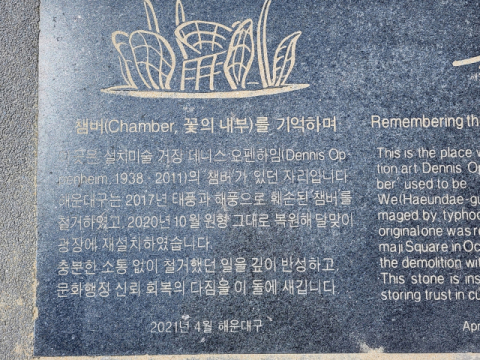 챔버(Chamber, 꽃의 내부)를 기억하며
이곳은 설치미술 거장 데니스 오펜하임(Dennis Op-
penheim, 1938 - 2011)의 '챔버'가 있던 자리입니다.
해운대구는 2017년 태풍과 해풍으로 훼손된 '챔버'를
철거하였고, 2020년 10월 원형 그대로 복원해 달맞이
광장에 재설치하였습니다.
충분한 소통 없이 철거했던 일을 깊이 반성하고,
문화행정 신뢰 회복의 다짐을 이 돌에 새깁니다.
2021년 4월 해운대구
Remembering th
This is the place w
tion art Dennis Op
ber' used to be
We(Haeundae-gu
maged by typhoo
original one was re
maji Square in Oc
the demolition wit
This stone is ins
storing trust in cu
Apr